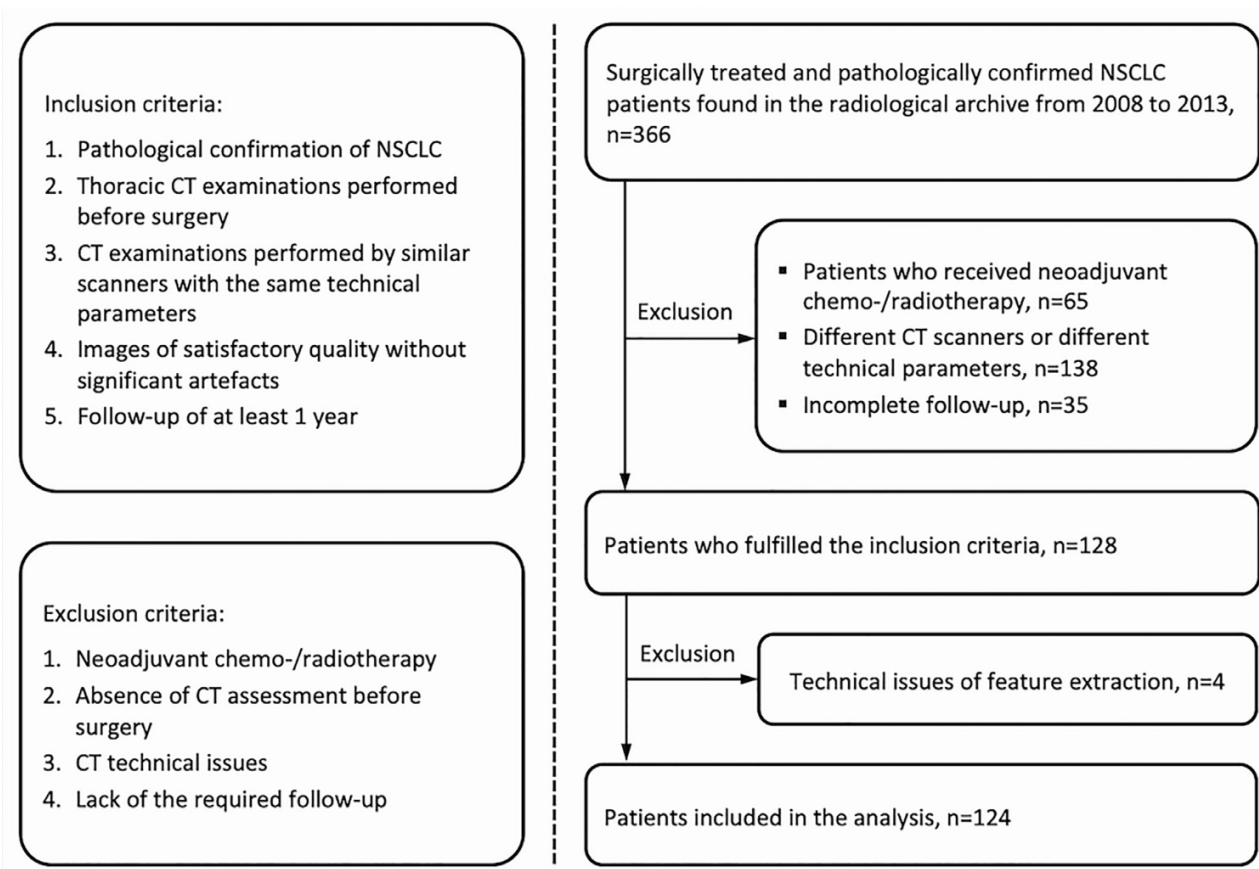 Inclusion criteria:
1. Pathological confirmation of NSCLC
2. Thoracic CT examinations performed
before surgery
3. CT examinations performed by similar
scanners with the same technical
parameters
4. Images of satisfactory quality without
significant artefacts
5. Follow-up of at least 1 year
Exclusion criteria:
1. Neoadjuvant chemo-/radiotherapy
2. Absence of CT assessment before
surgery
3. CT technical issues
4. Lack of the required follow-up
Surgically treated and pathologically confirmed NSCLC
patients found in the radiological archive from 2008 to 2013,
n=366
Exclusion
▪ Patients who received neoadjuvant
chemo-/radiotherapy, n=65
▪ Different CT scanners or different
technical parameters, n=138
▪ Incomplete follow-up, n=35
Patients who fulfilled the inclusion criteria, n=128
Exclusion
Technical issues of feature extraction, n=4
Patients included in the analysis, n=124